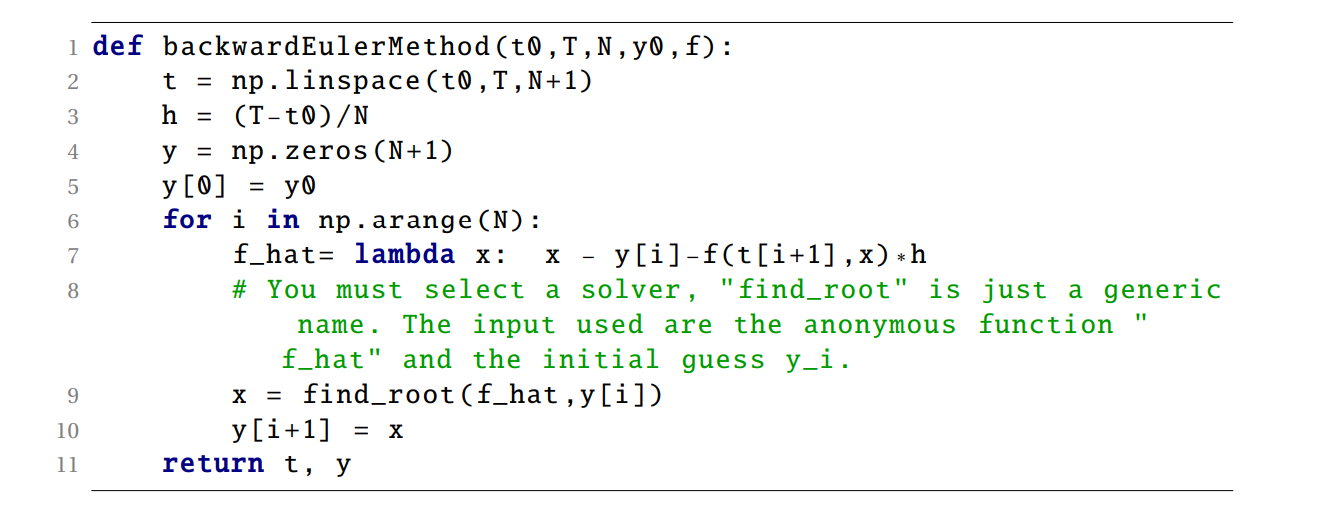 1 def backwardEulerMethod(t0,T,N,y0,f):
2     t = np.linspace(t0,T,N+1)
3     h = (T-t0)/N
4     y = np.zeros(N+1)
5     y[0] = y0
6     for i in np.arange(N):
7         f_hat= lambda x:  x - y[i]-f(t[i+1],x)*h
8         # You must select a solver, "find_root" is just a generic
            name. The input used are the anonymous function "
            f_hat" and the initial guess y_i.
9         x = find_root(f_hat,y[i])
10         y[i+1] = x
11     return t, y